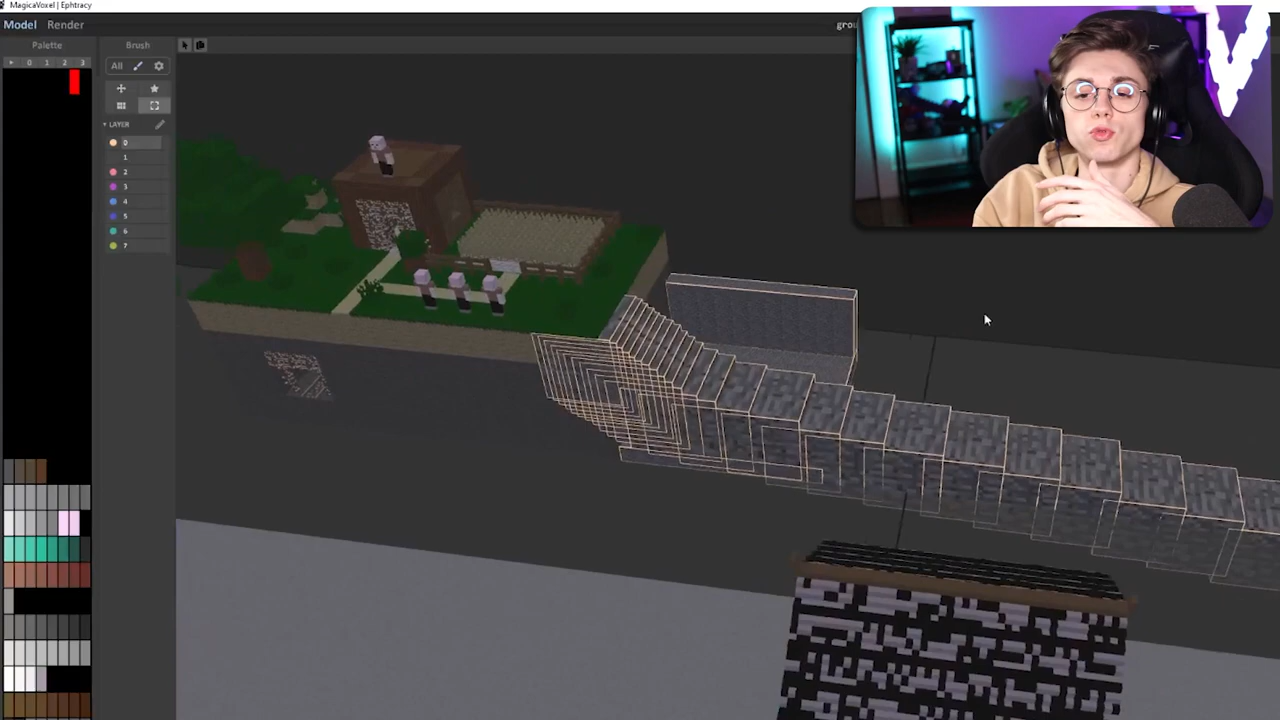 MagicaVoxel | Ephtracy
Model Render
grou
Palette
Brush
0 1 2 3
All
LAYER
0
1
2
3
4
5
6
7
V